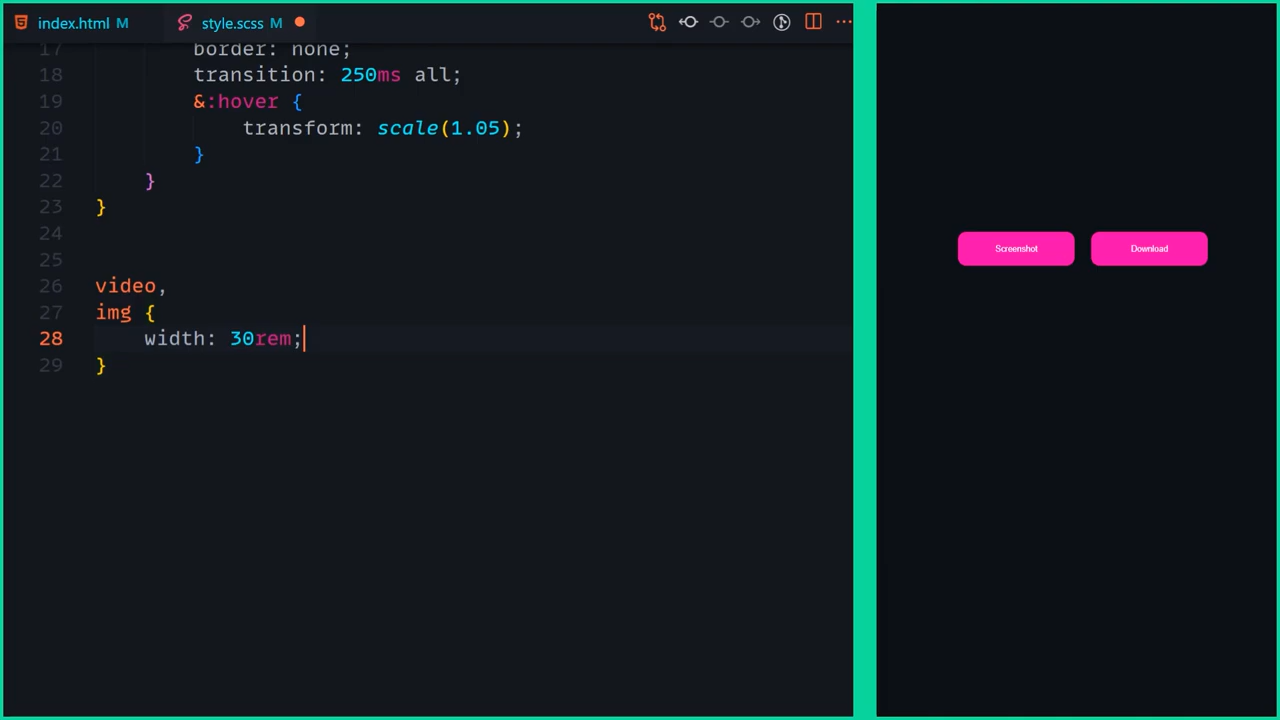 index.html M style.scss M
17 border: none;
18 transition: 250ms all;
19 &:hover {
20 transform: scale(1.05);
21 }
22 }
23 }
24
25
26 video,
27 img {
28 width: 30rem;
29 }
Screenshot Download